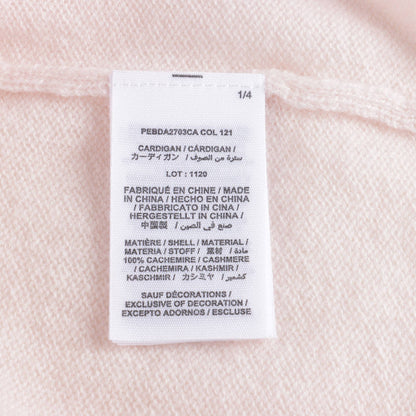 1/4
PEBDA2703CA COL 121
CARDIGAN / CÁRDIGAN /
カーディガン / سترة من الصوف
LOT : 1120
FABRIQUÉ EN CHINE / MADE
IN CHINA / HECHO EN CHINA
/ FABBRICATO IN CINA /
HERGESTELLT IN CHINA /
中国製 / صنع في الصين
MATIÈRE / SHELL / MATERIAL /
MATERIA / STOFF / 素材 / مادة
100% CACHEMIRE / CASHMERE
/ CACHEMIRA / KASHMIR /
KASCHMIR / カシミヤ / كشمير
SAUF DÉCORATIONS /
EXCLUSIVE OF DECORATION /
EXCEPTO ADORNOS / ESCLUSE